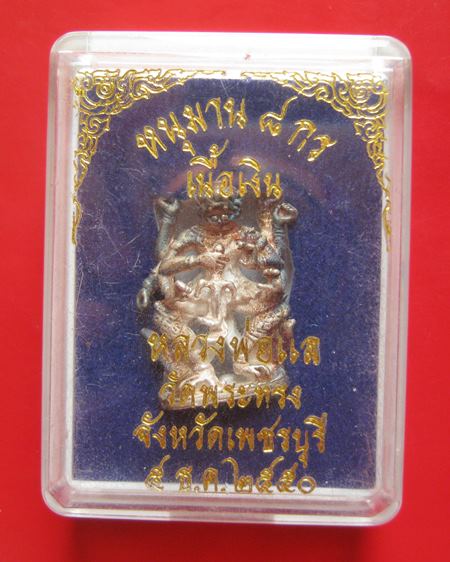 หนุมาน ๘ กร
เนื้อเงิน
หลวงพ่อแล
วัดพระทรง
จังหวัดเพชรบุรี
๕ ธ.ค.๒๕๕๐